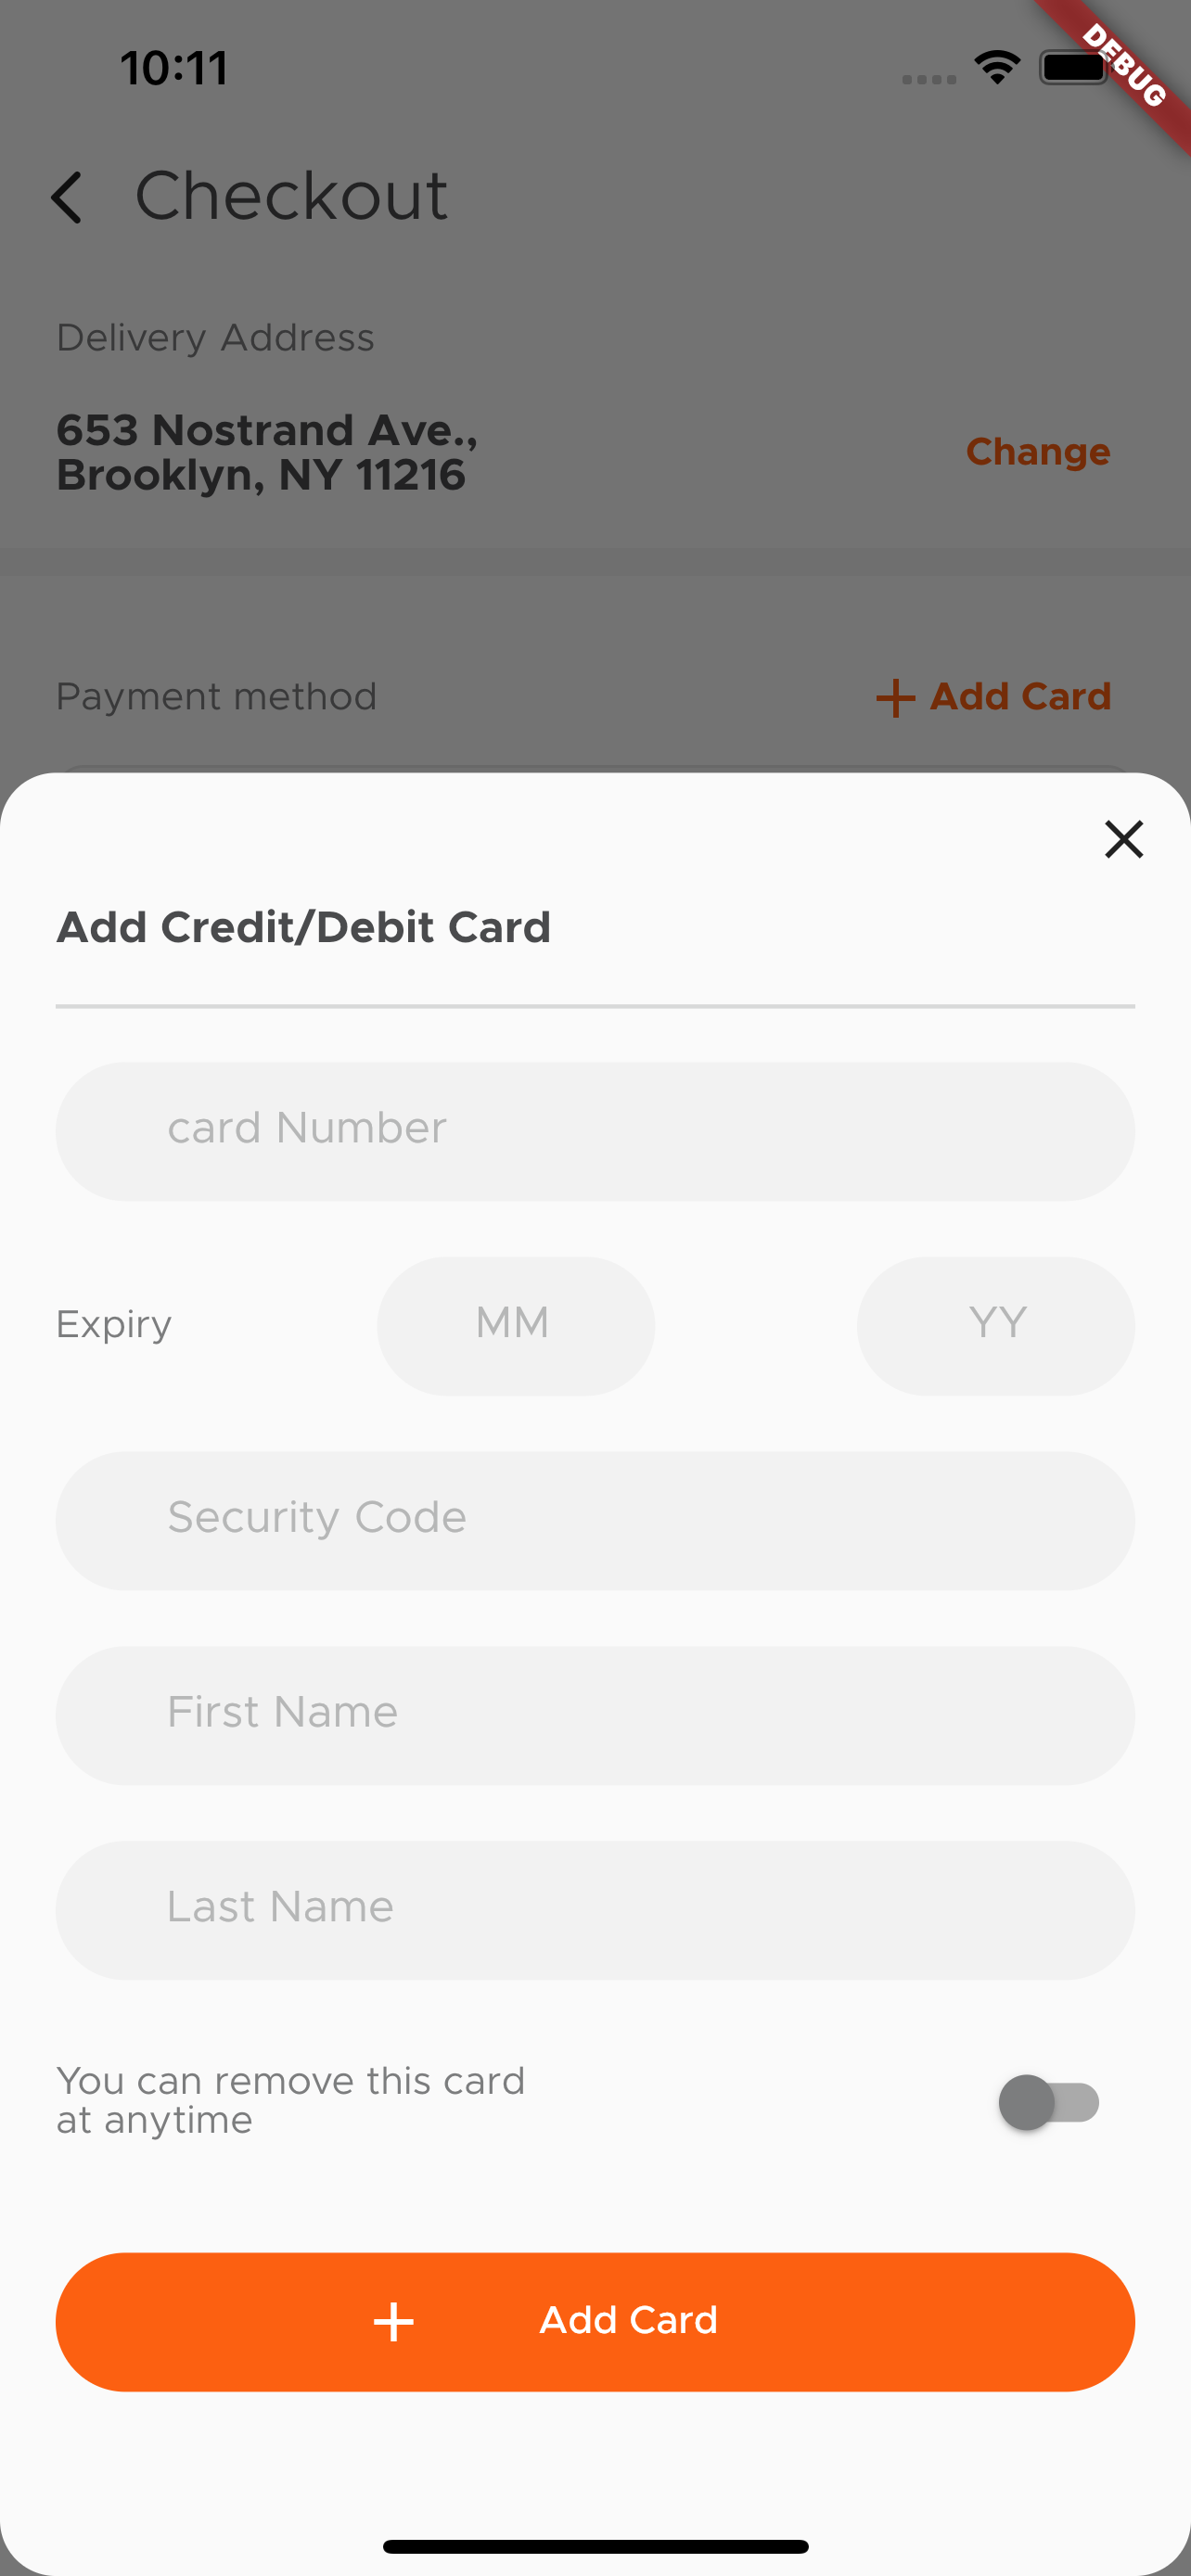 10:11
DEBUG
Checkout
Delivery Address
653 Nostrand Ave.,
Brooklyn, NY 11216
Change
Payment method
Add Card
Add Credit/Debit Card
card Number
Expiry
MM
YY
Security Code
First Name
Last Name
You can remove this card
at anytime
Add Card